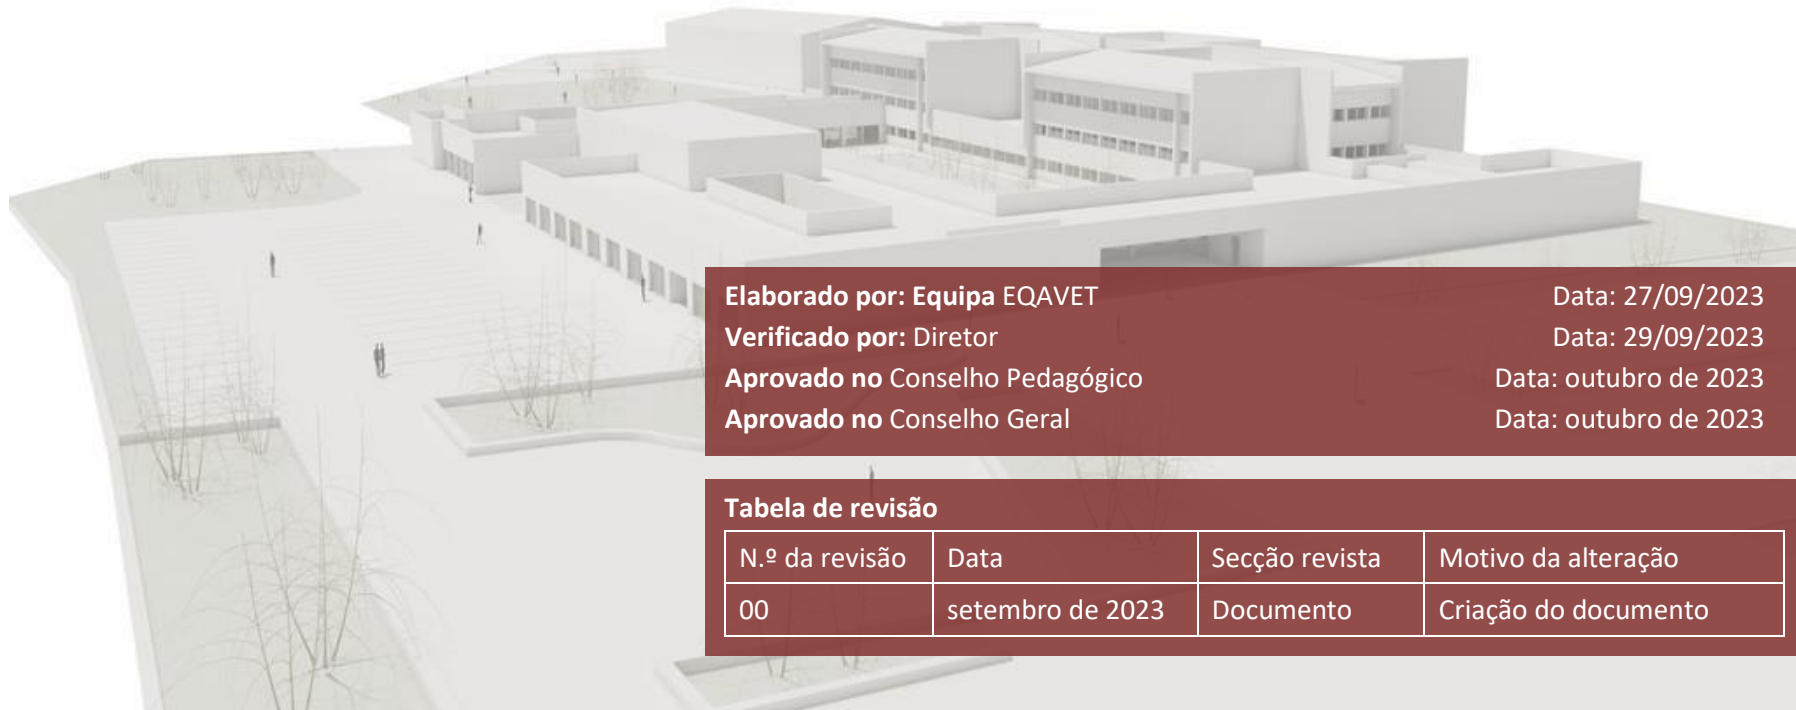 Elaborado por: Equipa EQAVET Data: 27/09/2023
Verificado por: Diretor Data: 29/09/2023
Aprovado no Conselho Pedagógico Data: outubro de 2023
Aprovado no Conselho Geral Data: outubro de 2023
Tabela de revisão
N.º da revisão Data Secção revista Motivo da alteração
00 setembro de 2023 Documento Criação do documento